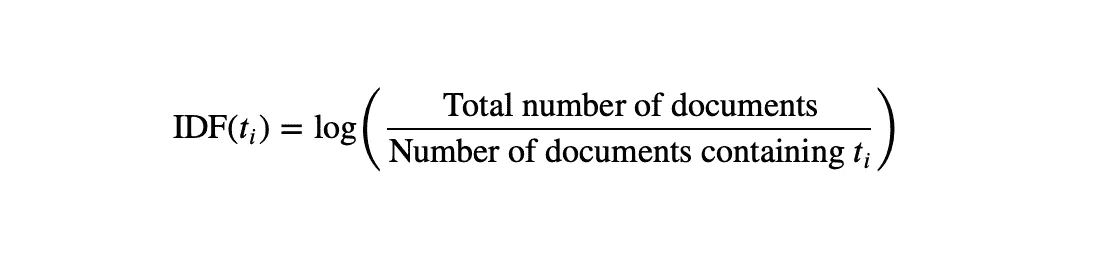 IDF(tᵢ) = log(Total number of documents / Number of documents containing tᵢ)